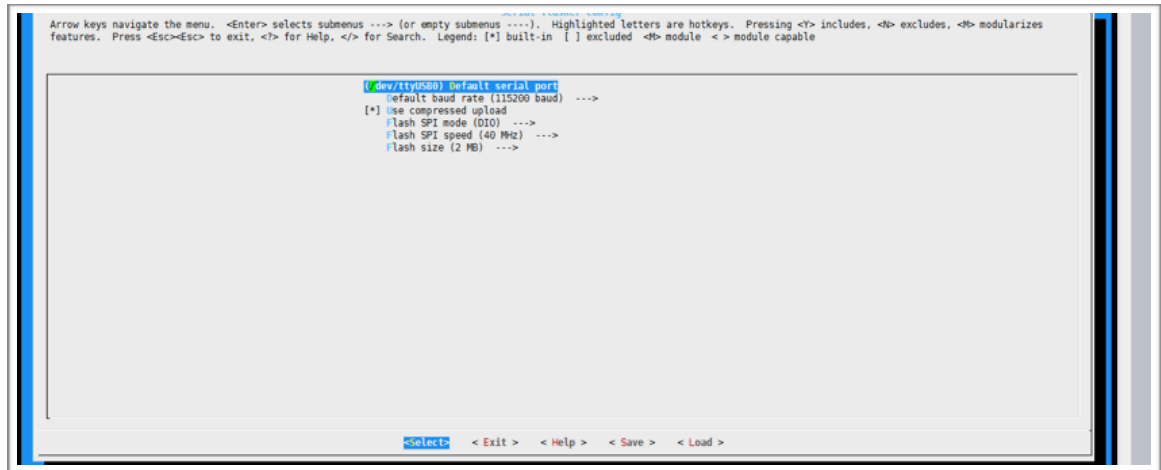 Serial flasher config
Arrow keys navigate the menu. <Enter> selects submenus ---> (or empty submenus ----). Highlighted letters are hotkeys. Pressing <Y> includes, <N> excludes, <M> modularizes
features. Press <Esc><Esc> to exit, <?> for Help, </> for Search. Legend: [*] built-in [ ] excluded <M> module < > module capable
(/dev/ttyUSB0) Default serial port
Default baud rate (115200 baud) --->
[*] Use compressed upload
Flash SPI mode (DIO) --->
Flash SPI speed (40 MHz) --->
Flash size (2 MB) --->
<Select> < Exit > < Help > < Save > < Load >